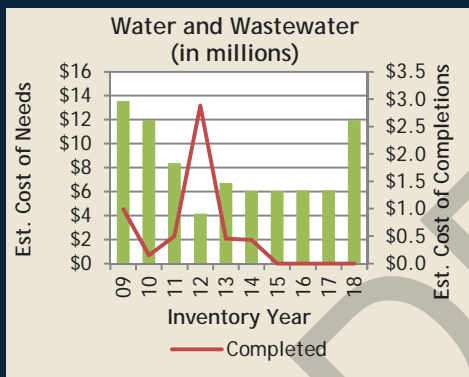 Water and Wastewater
(in millions)
Est. Cost of Needs
$16
$14
$12
$10
$8
$6
$4
$2
$0
$3.5
$3.0
$2.5
$2.0
$1.5
$1.0
$0.5
$0.0
Est. Cost of Completions
09 10 11 12 13 14 15 16 17 18
Inventory Year
Completed